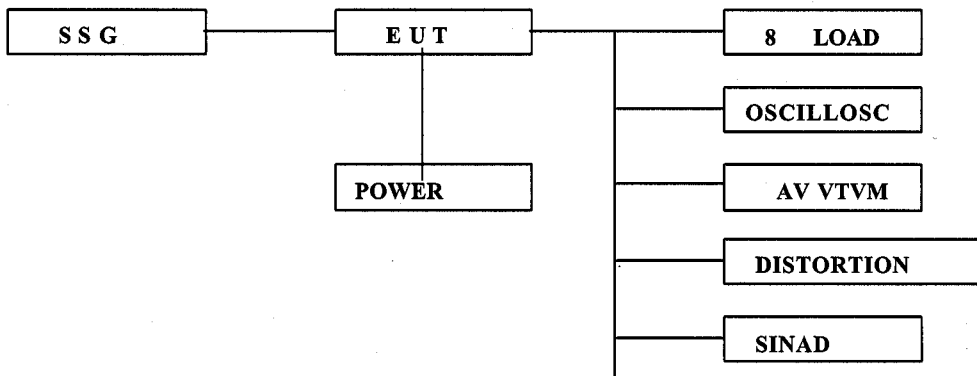 S S G
E U T
8 LOAD
OSCILLOSC
POWER
AV VTVM
DISTORTION
SINAD